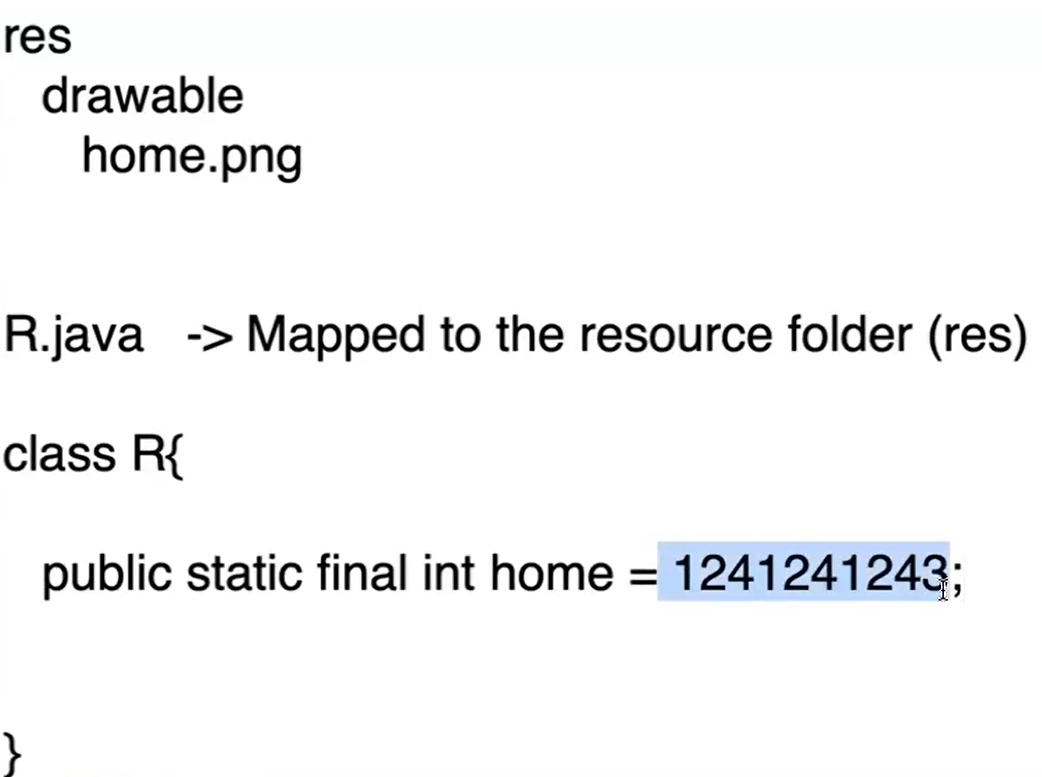 res
drawable
home.png
R.java -> Mapped to the resource folder (res)
class R{
public static final int home = 1241241243;
}